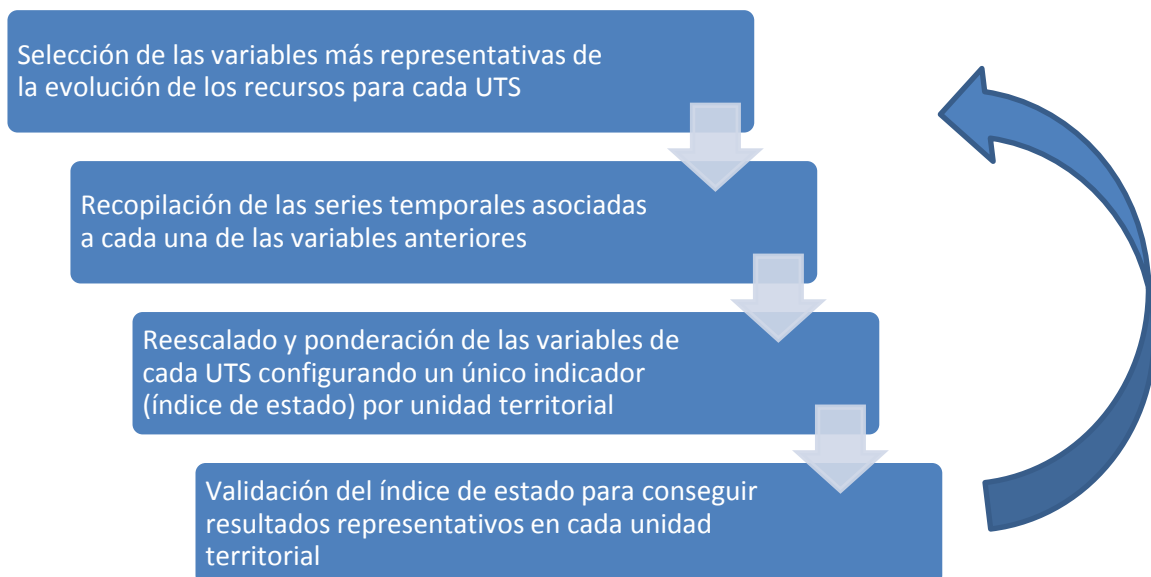 Selección de las variables más representativas de
la evolución de los recursos para cada UTS
Recopilación de las series temporales asociadas
a cada una de las variables anteriores
Reescalado y ponderación de las variables de
cada UTS configurando un único indicador
(índice de estado) por unidad territorial
Validación del índice de estado para conseguir
resultados representativos en cada unidad
territorial